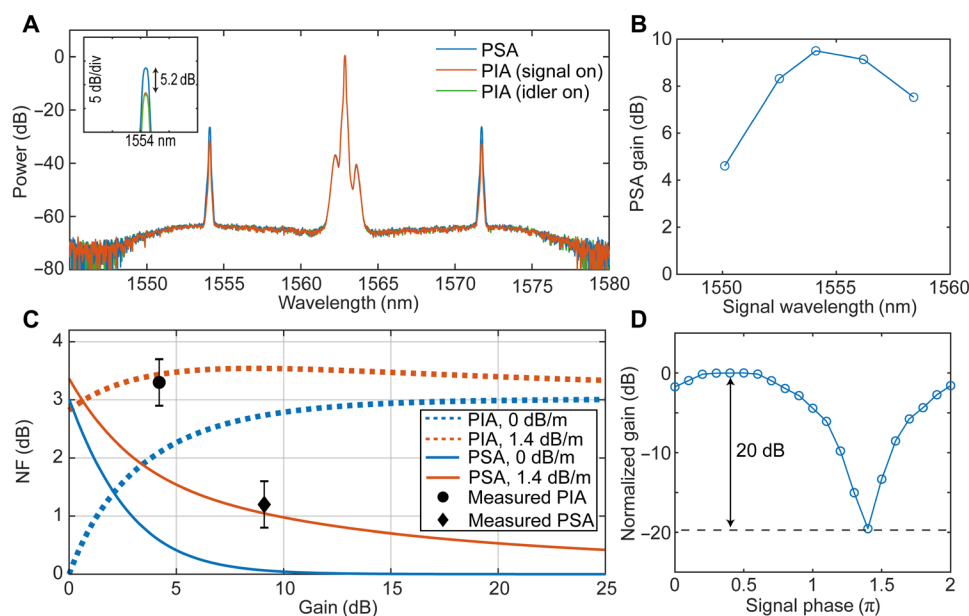 A
5 dB/div
5.2 dB
1554 nm
PSA
PIA (signal on)
PIA (idler on)
0
−20
−40
−60
−80
Power (dB)
1550
1555
1560
1565
1570
1575
1580
Wavelength (nm)
B
10
8
6
4
2
0
PSA gain (dB)
1550
1555
1560
Signal wavelength (nm)
C
4
3
2
1
0
NF (dB)
0
5
10
15
20
25
Gain (dB)
PIA, 0 dB/m
PIA, 1.4 dB/m
PSA, 0 dB/m
PSA, 1.4 dB/m
Measured PIA
Measured PSA
D
0
−10
−20
Normalized gain (dB)
20 dB
0
0.5
1.0
1.5
2
Signal phase (π)